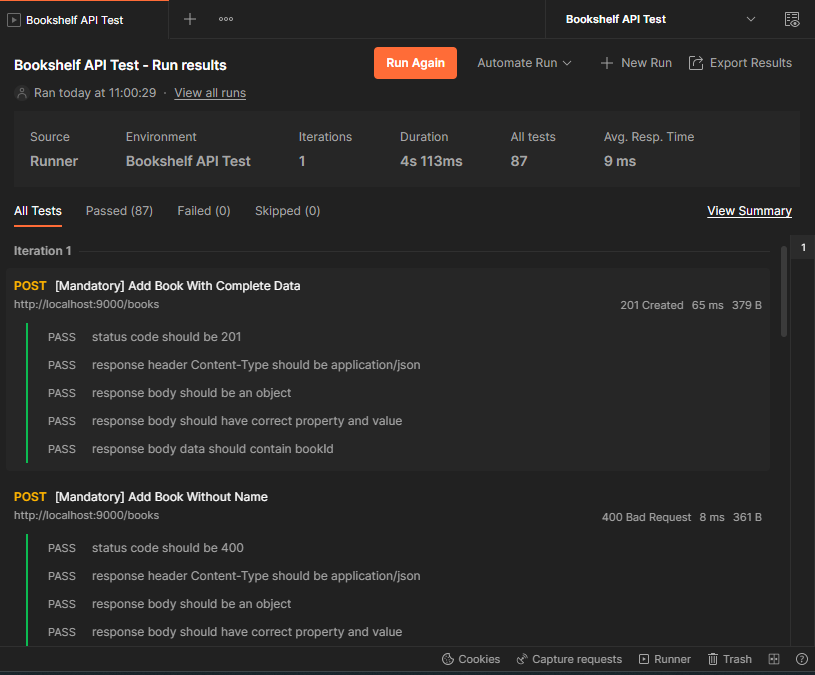 Bookshelf API Test
Bookshelf API Test
Bookshelf API Test - Run results
Run Again
Automate Run
New Run
Export Results
Ran today at 11:00:29 · View all runs
Source Environment Iterations Duration All tests Avg. Resp. Time
Runner Bookshelf API Test 1 4s 113ms 87 9 ms
All Tests Passed (87) Failed (0) Skipped (0) View Summary
Iteration 1
1
POST [Mandatory] Add Book With Complete Data
http://localhost:9000/books
201 Created 65 ms 379 B
PASS status code should be 201
PASS response header Content-Type should be application/json
PASS response body should be an object
PASS response body should have correct property and value
PASS response body data should contain bookId
POST [Mandatory] Add Book Without Name
http://localhost:9000/books
400 Bad Request 8 ms 361 B
PASS status code should be 400
PASS response header Content-Type should be application/json
PASS response body should be an object
PASS response body should have correct property and value
Cookies Capture requests Runner Trash